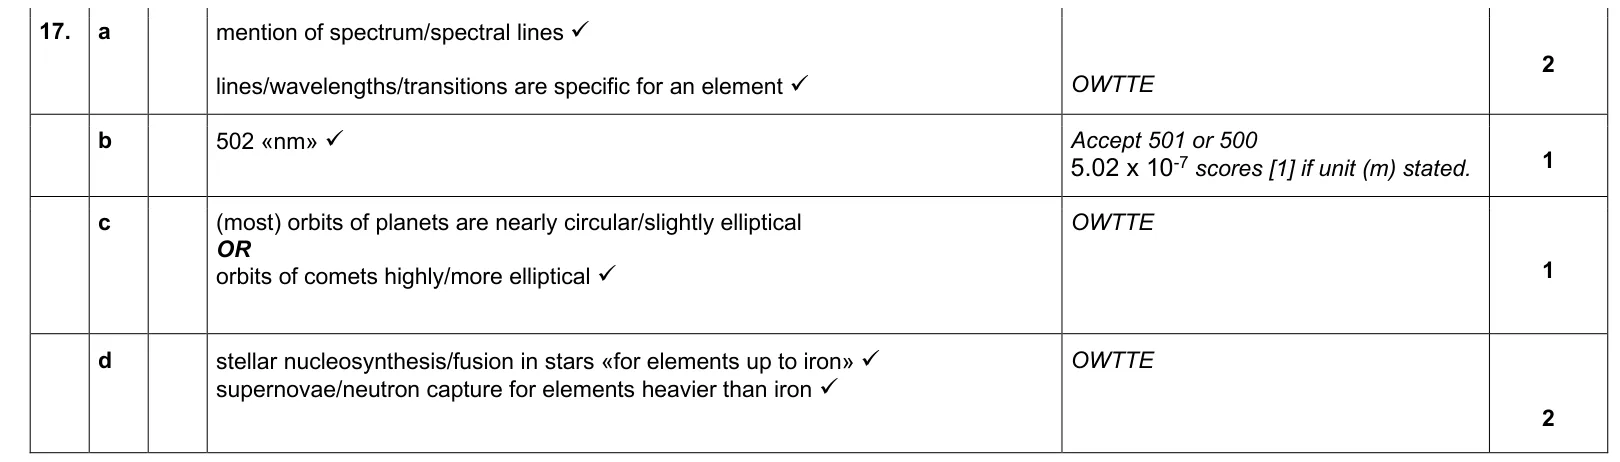 17. a mention of spectrum/spectral lines ✓
lines/wavelengths/transitions are specific for an element ✓ OWTTE 2
b 502 «nm» ✓ Accept 501 or 500
5.02 x 10⁻⁷ scores [1] if unit (m) stated. 1
c (most) orbits of planets are nearly circular/slightly elliptical OWTTE
OR
orbits of comets highly/more elliptical ✓ 1
d stellar nucleosynthesis/fusion in stars «for elements up to iron» ✓ OWTTE
supernovae/neutron capture for elements heavier than iron ✓
2